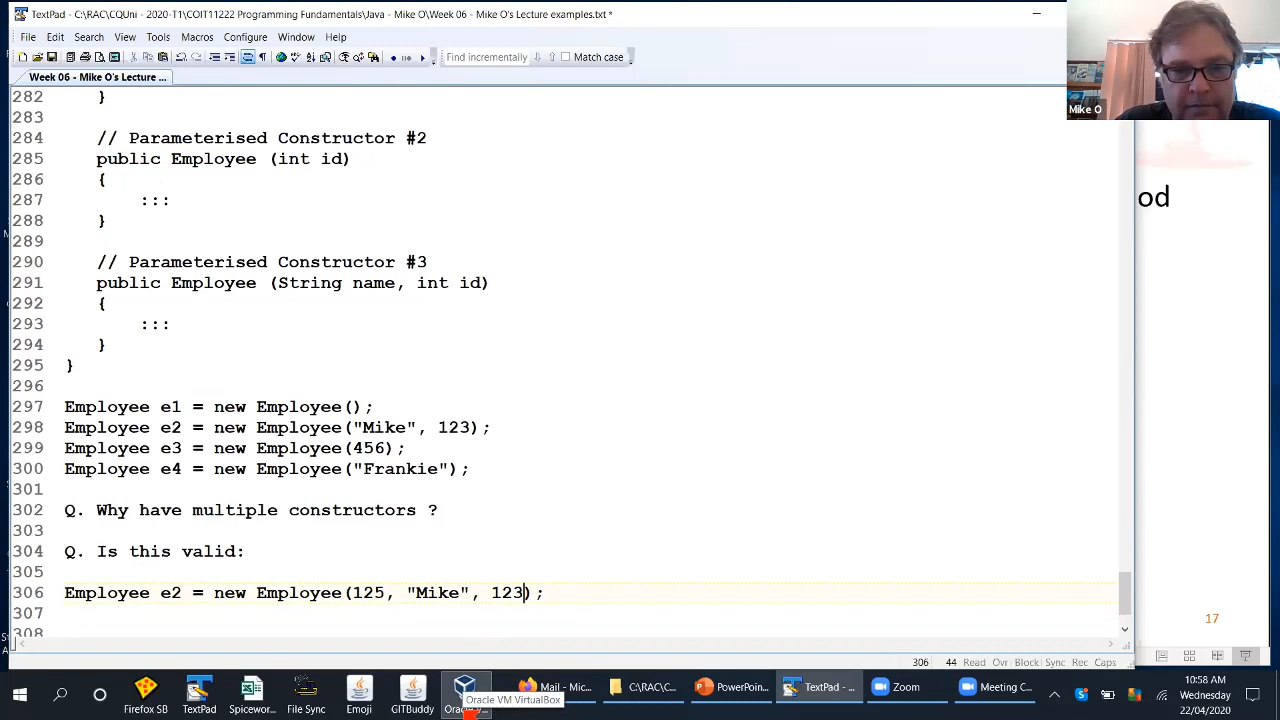 TextPad - C:\RAC\CQUni - 2020-T1\COIT11222 Programming Fundamentals\Java - Mike O\Week 06 - Mike O's Lecture examples.txt *
File Edit Search View Tools Macros Configure Window Help
Find incrementally Match case
Week 06 - Mike O's Lecture ...
Mike O
282 }
283
284 // Parameterised Constructor #2
285 public Employee (int id)
286 {
287 :::
288 }
289
290 // Parameterised Constructor #3
291 public Employee (String name, int id)
292 {
293 :::
294 }
295 }
296
297 Employee e1 = new Employee();
298 Employee e2 = new Employee("Mike", 123);
299 Employee e3 = new Employee(456);
300 Employee e4 = new Employee("Frankie");
301
302 Q. Why have multiple constructors ?
303
304 Q. Is this valid:
305
306 Employee e2 = new Employee(125, "Mike", 123);
307
308
od
17
306 44 Read Ovr Block Sync Rec Caps
Firefox SB TextPad... Spicewor... File Sync Emoji GITBuddy Oracle VM VirtualBox Mail - Mic... C:\RAC\C... PowerPoin... TextPad - ... Zoom Meeting C...
10:58 AM
Wednesday
22/04/2020